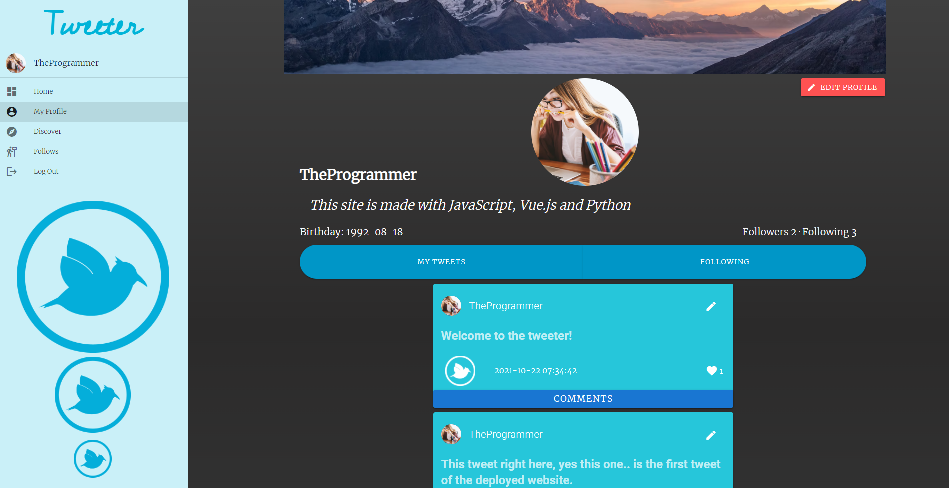 Tweeter
TheProgrammer
Home
My Profile
Discover
Follows
Log Out
EDIT PROFILE
TheProgrammer
This site is made with JavaScript, Vue.js and Python
Birthday: 1992-08-18
Followers 2 · Following 3
MY TWEETS
FOLLOWING
TheProgrammer
Welcome to the tweeter!
2021-10-22 07:34:42
1
COMMENTS
TheProgrammer
This tweet right here, yes this one.. is the first tweet
of the deployed website.